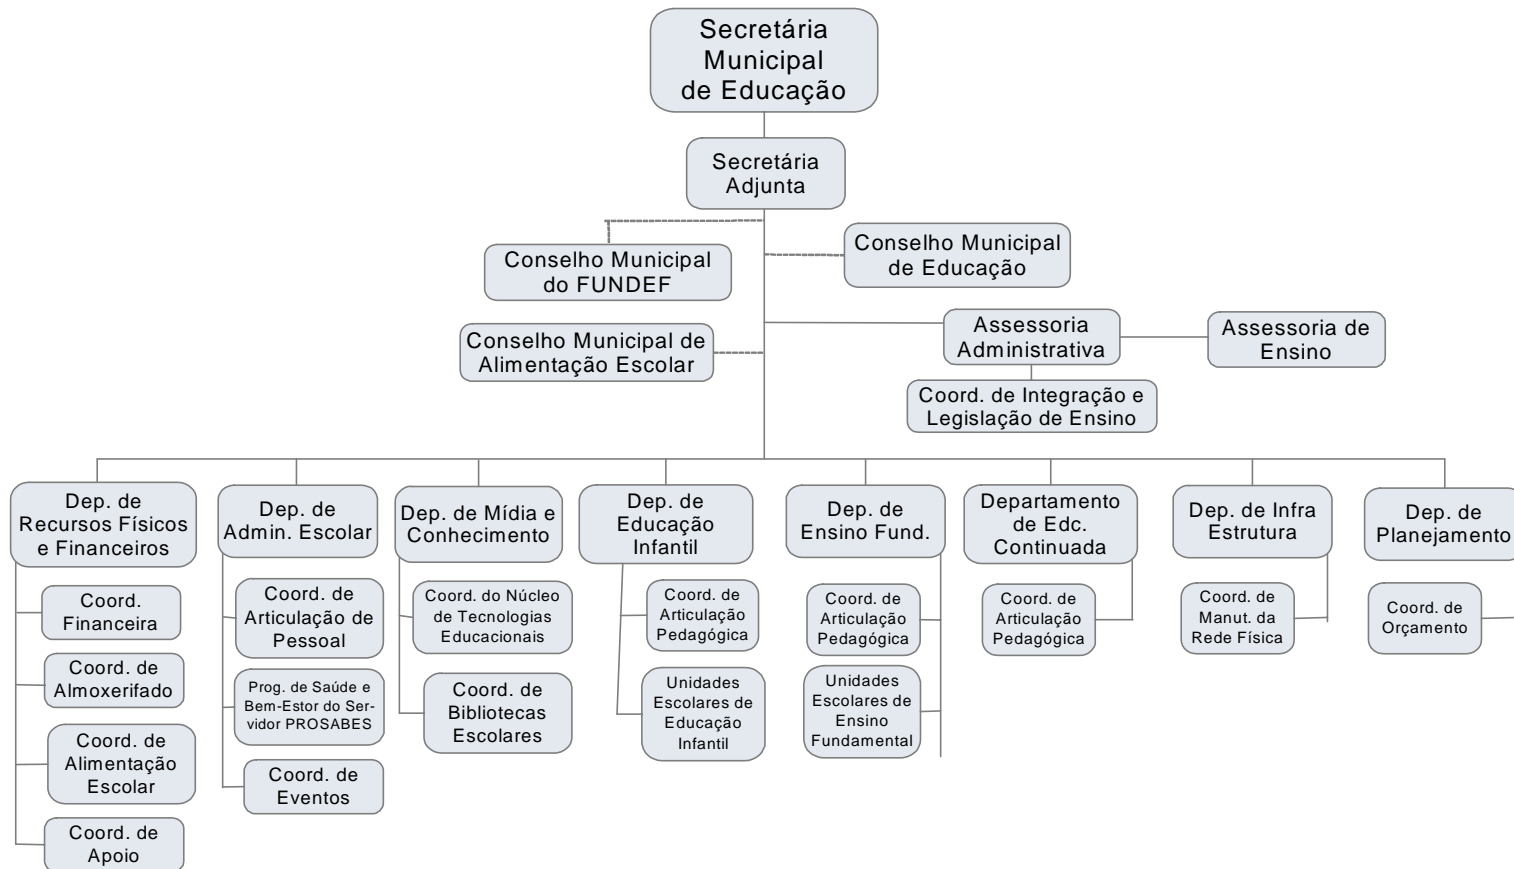 Secretária
Municipal
de Educação
Secretária
Adjunta
Conselho Municipal
do FUNDEF
Conselho Municipal
de Educação
Conselho Municipal de
Alimentação Escolar
Assessoria
Administrativa
Assessoria de
Ensino
Coord. de Integração e
Legislação de Ensino
Dep. de
Recursos Físicos
e Financeiros
Dep. de
Admin. Escolar
Dep. de Mídia e
Conhecimento
Dep. de
Educação
Infantil
Dep. de
Ensino Fund.
Departamento
de Edc.
Continuada
Dep. de Infra
Estrutura
Dep. de
Planejamento
Coord.
Financeira
Coord. de
Almoxerifado
Coord. de
Alimentação
Escolar
Coord. de
Apoio
Coord. de
Articulação de
Pessoal
Prog. de Saúde e
Bem-Estor do Ser-
vidor PROSABES
Coord. de
Eventos
Coord. do Núcleo
de Tecnologias
Educacionais
Coord. de
Bibliotecas
Escolares
Coord. de
Articulação
Pedagógica
Unidades
Escolares de
Educação
Infantil
Coord. de
Articulação
Pedagógica
Unidades
Escolares de
Ensino
Fundamental
Coord. de
Articulação
Pedagógica
Coord. de
Manut. da
Rede Física
Coord. de
Orçamento